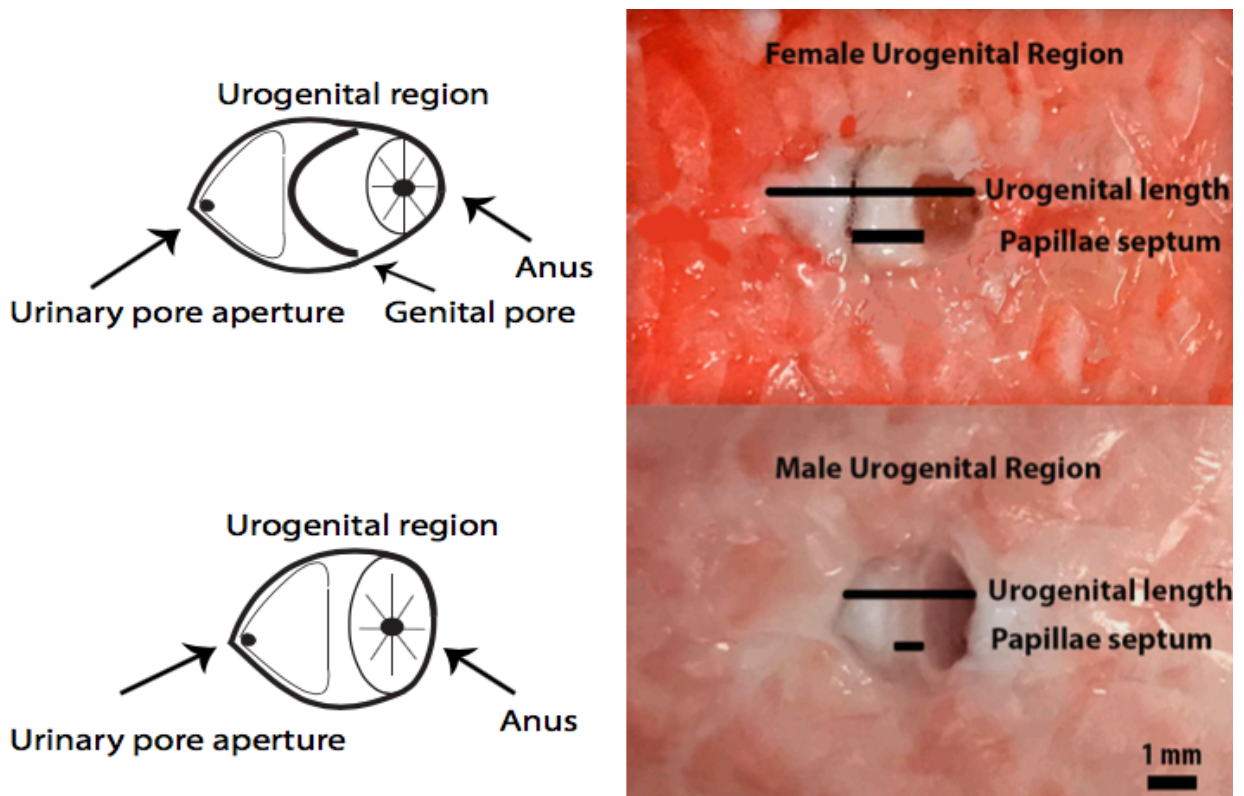 Urogenital region
Anus
Urinary pore aperture
Genital pore
Female Urogenital Region
Urogenital length
Papillae septum
Urogenital region
Anus
Urinary pore aperture
Male Urogenital Region
Urogenital length
Papillae septum
1 mm